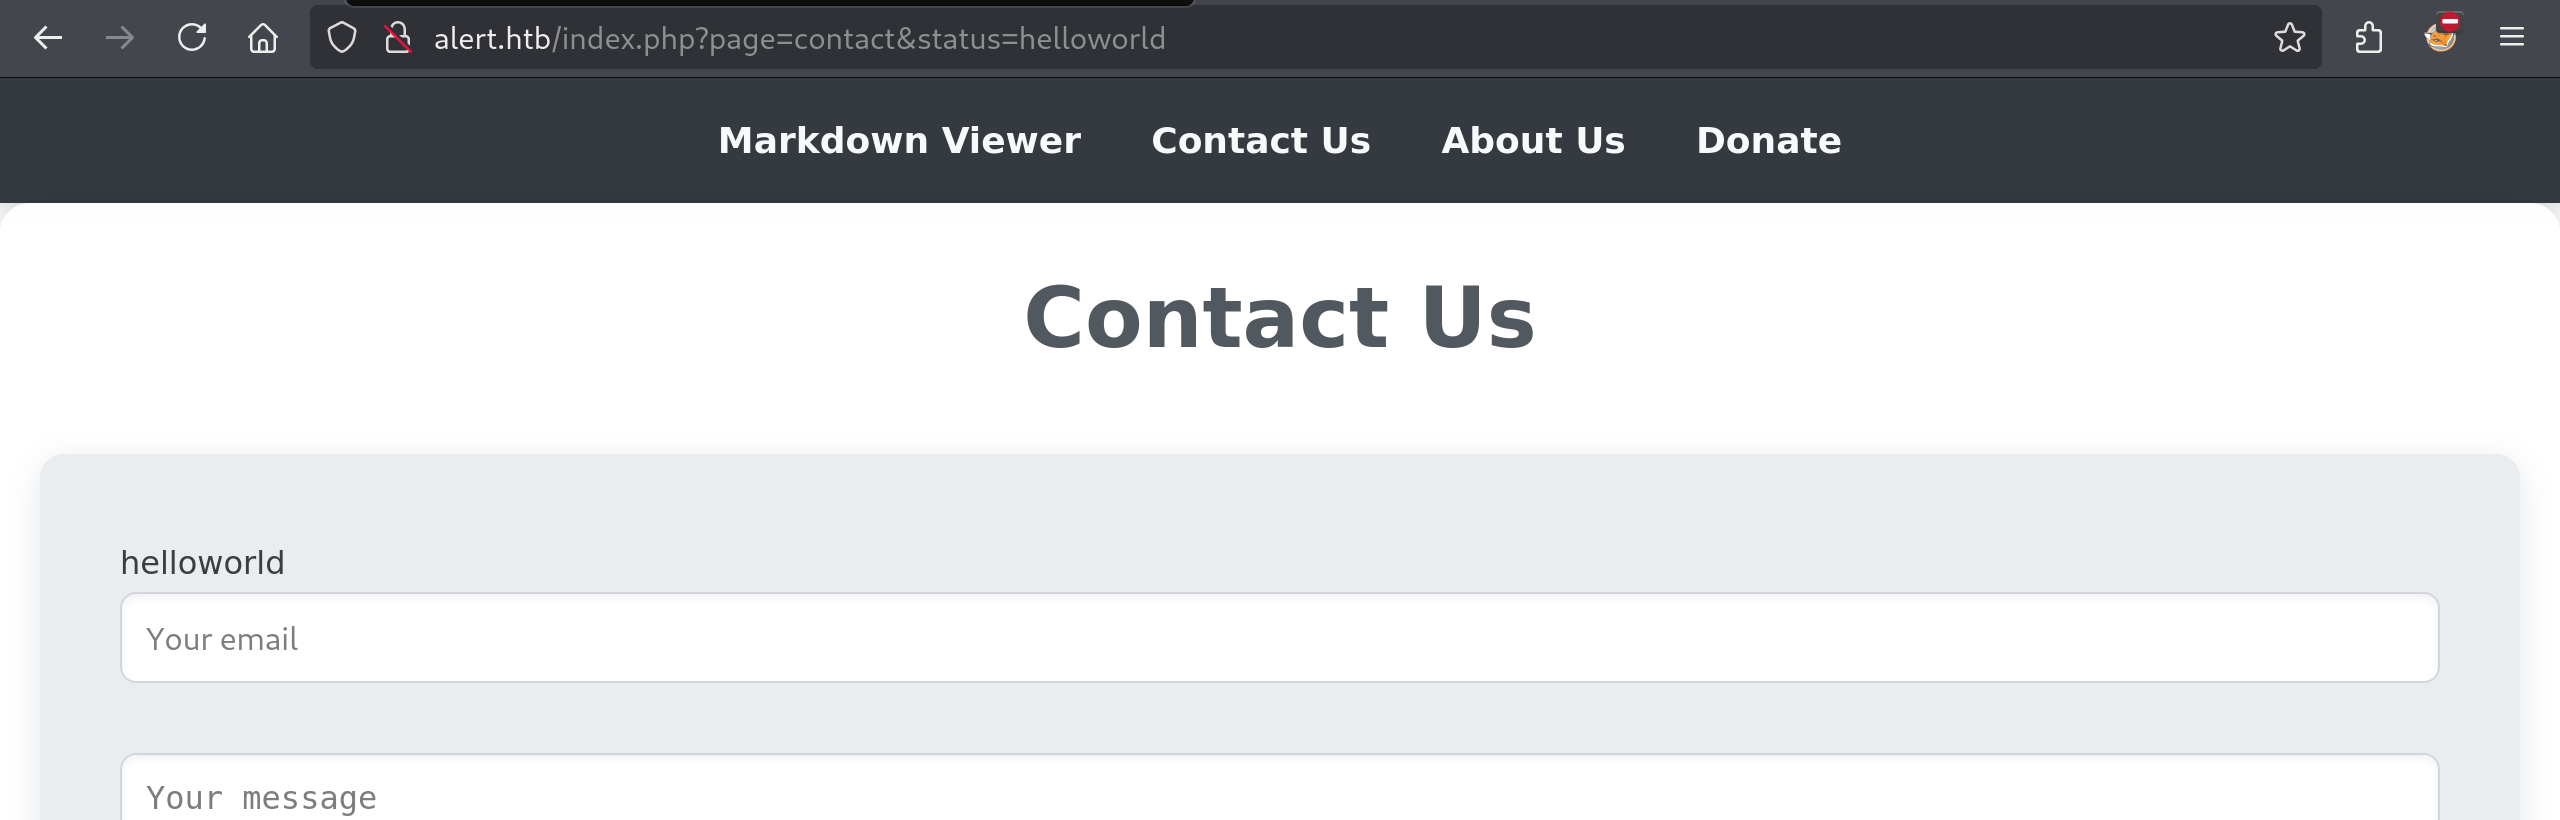 alert.htb/index.php?page=contact&status=helloworld
Markdown Viewer Contact Us About Us Donate
Contact Us
helloworld
Your email
Your message